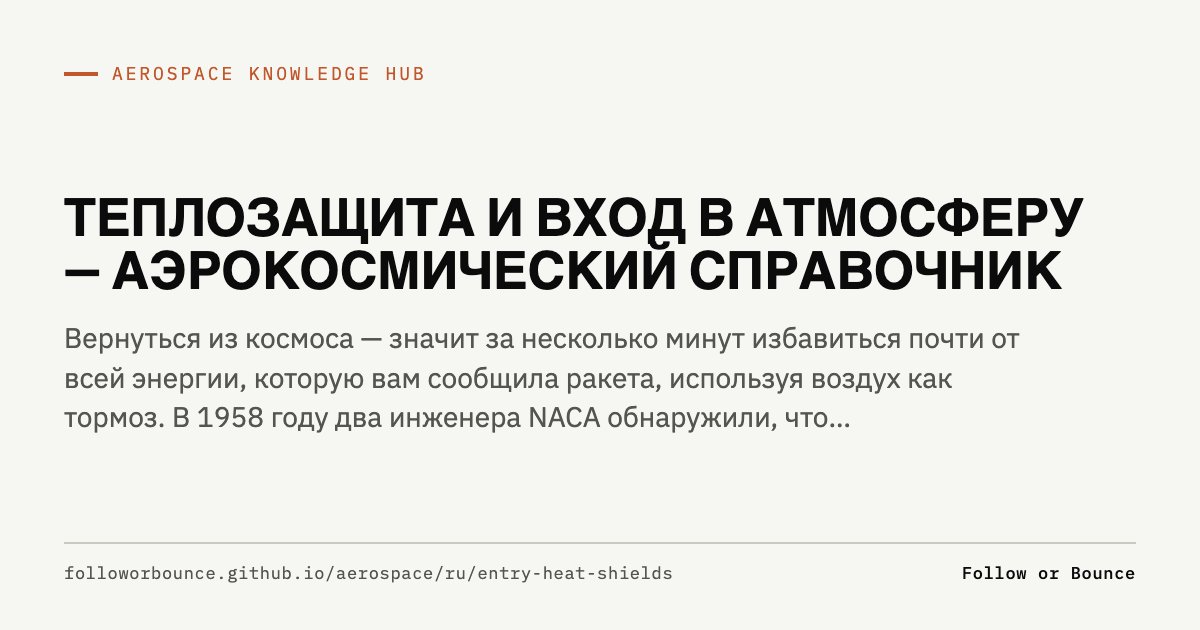 AEROSPACE KNOWLEDGE HUB
ТЕПЛОЗАЩИТА И ВХОД В АТМОСФЕРУ
— АЭРОКОСМИЧЕСКИЙ СПРАВОЧНИК
Вернуться из космоса — значит за несколько минут избавиться почти от
всей энергии, которую вам сообщила ракета, используя воздух как
тормоз. В 1958 году два инженера NACA обнаружили, что...
followorbounce.github.io/aerospace/ru/entry-heat-shields
Follow or Bounce